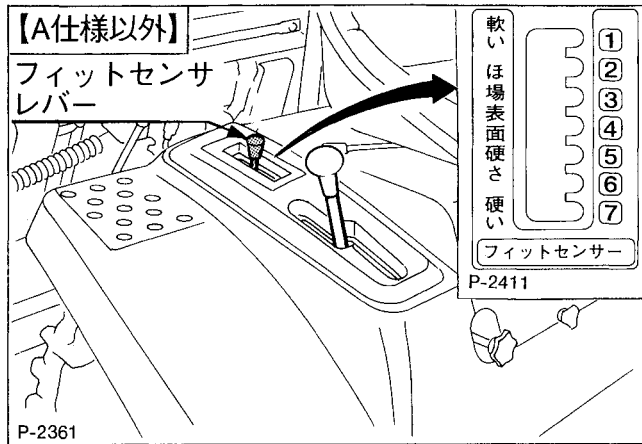 【A仕様以外】
フィットセンサ
レバー
軟い ほ場表面硬さ 硬い
1
2
3
4
5
6
7
フィットセンサー
P-2411
P-2361